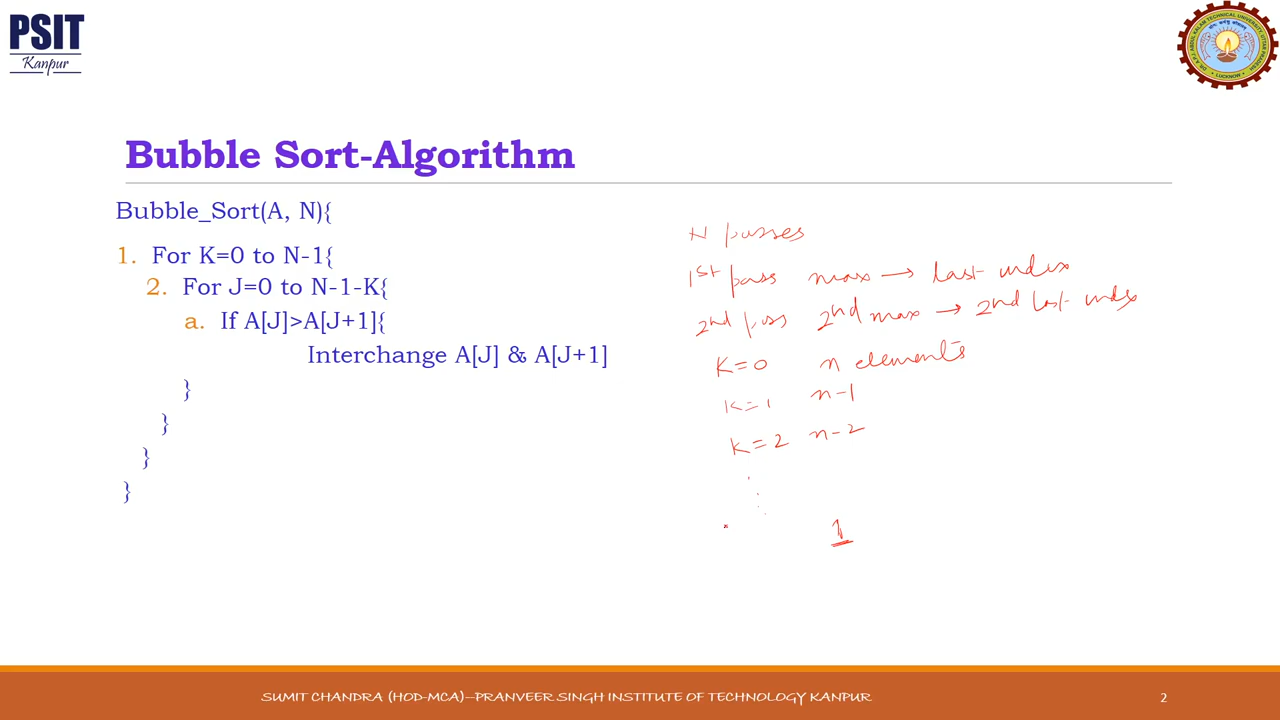 PSIT
Kanpur
Bubble Sort-Algorithm
Bubble_Sort(A, N){
1. For K=0 to N-1{
2. For J=0 to N-1-K{
a. If A[J]>A[J+1]{
Interchange A[J] & A[J+1]
}
}
}
}
N passes
1st pass max → last index
2nd pass 2nd max → 2nd last index
K=0 n elements
K=1 n-1
K=2 n-2
1
SUMIT CHANDRA (HOD-MCA)--PRANVEER SINGH INSTITUTE OF TECHNOLOGY KANPUR
2